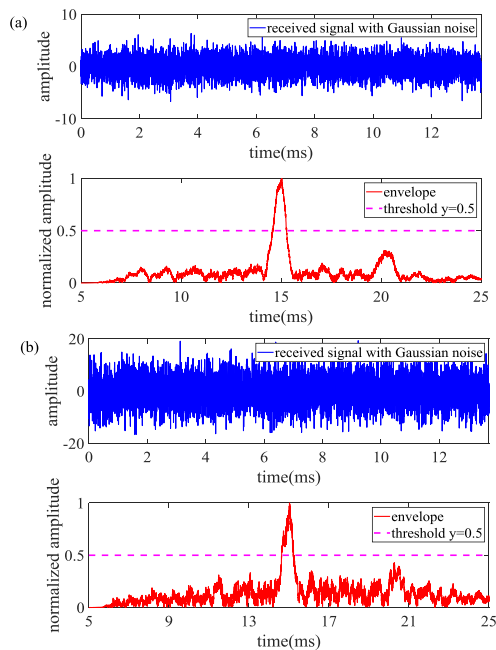 (a)
amplitude
10
0
-10
received signal with Gaussian noise
0 2 4 6 8 10 12
time(ms)
normalized amplitude
1
0.5
0
envelope
threshold y=0.5
5 10 15 20 25
time(ms)
(b)
amplitude
20
0
-20
received signal with Gaussian noise
0 2 4 6 8 10 12
time(ms)
normalized amplitude
1
0.5
0
envelope
threshold y=0.5
5 9 13 17 21 25
time(ms)